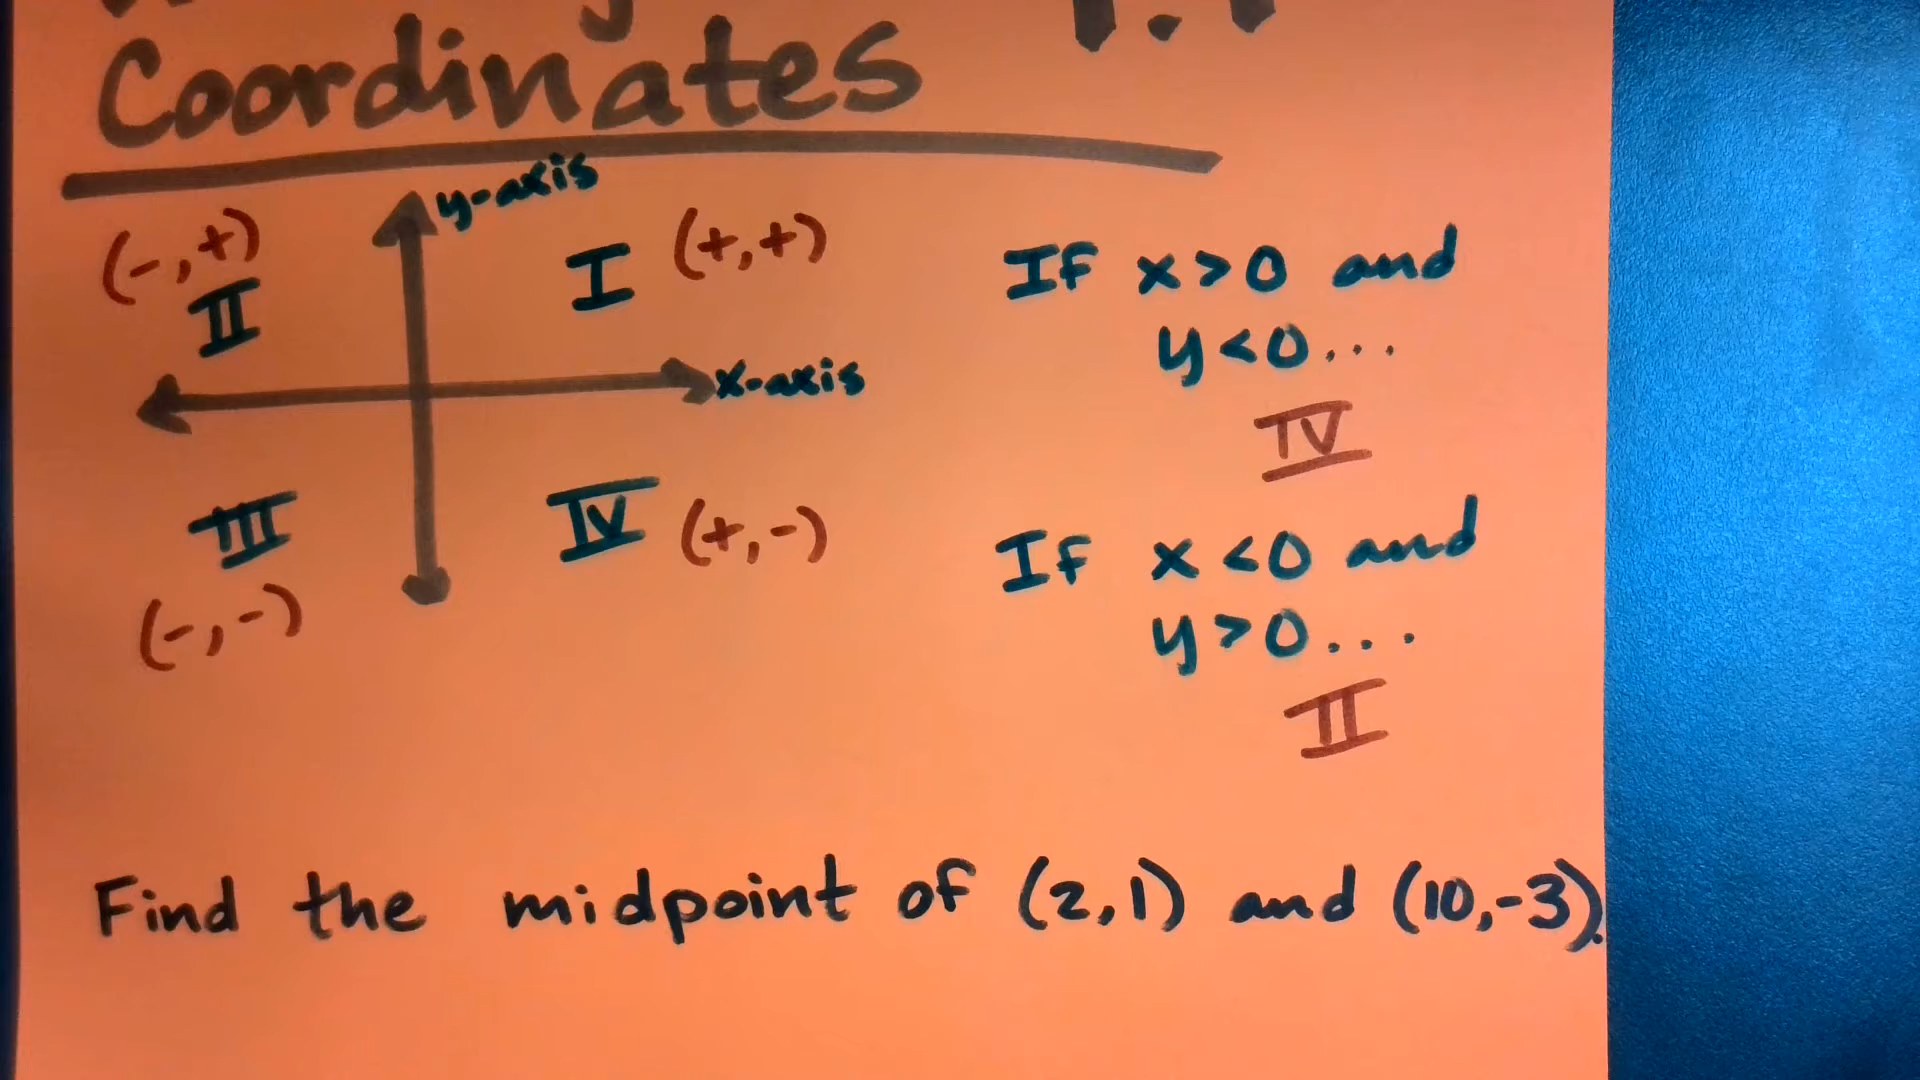 Coordinates
y-axis
(-,+)
II
I (+,+)
x-axis
III
(-,-)
IV (+,-)
If x>0 and
y<0...
IV
If x<0 and
y>0...
II
Find the midpoint of (2,1) and (10,-3).